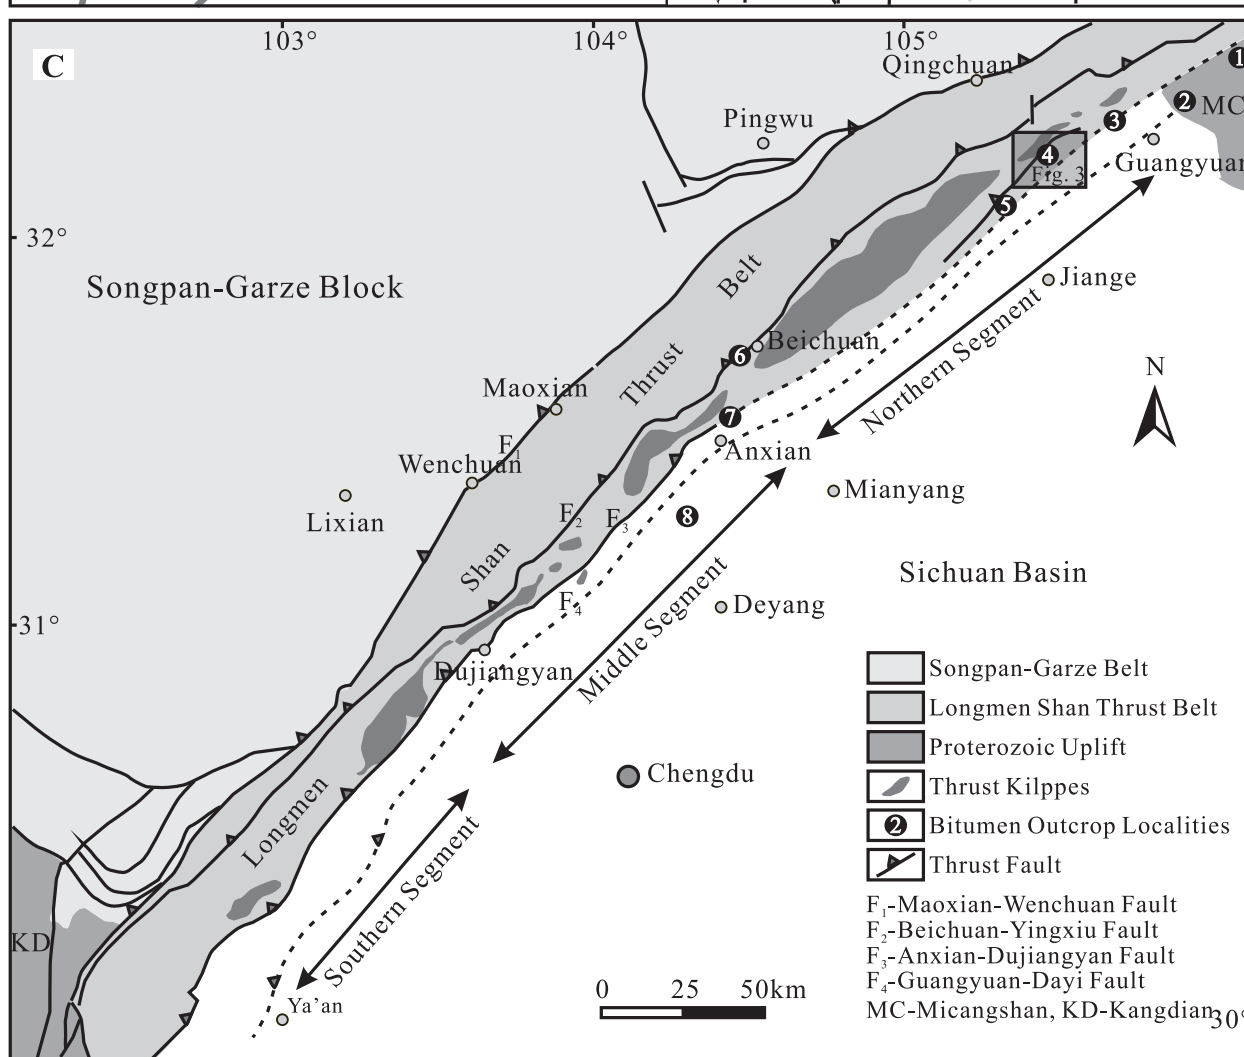 C
103°
104°
105°
Qingchuan
1
2
MC
3
Pingwu
4
Guangyuan
Fig. 3
5
32°
Songpan-Garze Block
Belt
Jiange
Beichuan
6
Northern Segment
N
Thrust
Maoxian
7
F1
Anxian
Wenchuan
Mianyang
Lixian
F2
F3
8
Shan
Sichuan Basin
F4
Deyang
31°
Middle Segment
Dujiangyan
Songpan-Garze Belt
Longmen Shan Thrust Belt
Proterozoic Uplift
Chengdu
Thrust Kilppes
Longmen
2 Bitumen Outcrop Localities
Thrust Fault
Southern Segment
F1-Maoxian-Wenchuan Fault
F2-Beichuan-Yingxiu Fault
KD
F3-Anxian-Dujiangyan Fault
F4-Guangyuan-Dayi Fault
0 25 50km
Ya'an
MC-Micangshan, KD-Kangdian
30°